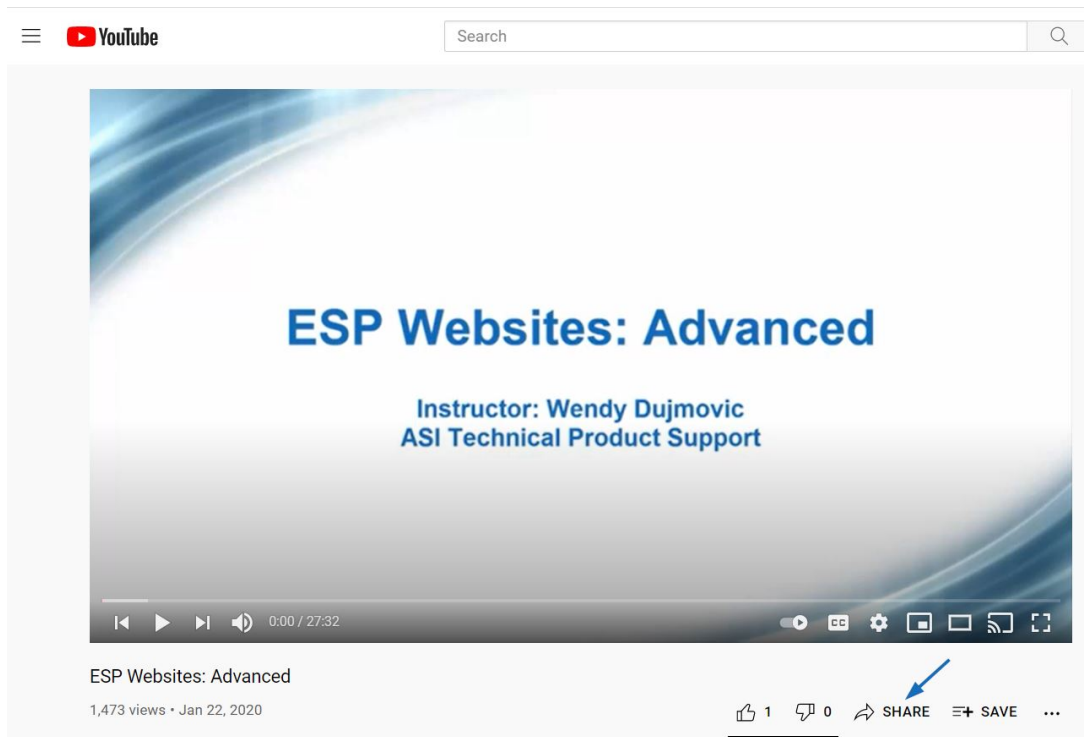 YouTube
Search
ESP Websites: Advanced
Instructor: Wendy Dujmovic
ASI Technical Product Support
0:00 / 27:32
CC
ESP Websites: Advanced
1,473 views • Jan 22, 2020
1 0 SHARE SAVE ...